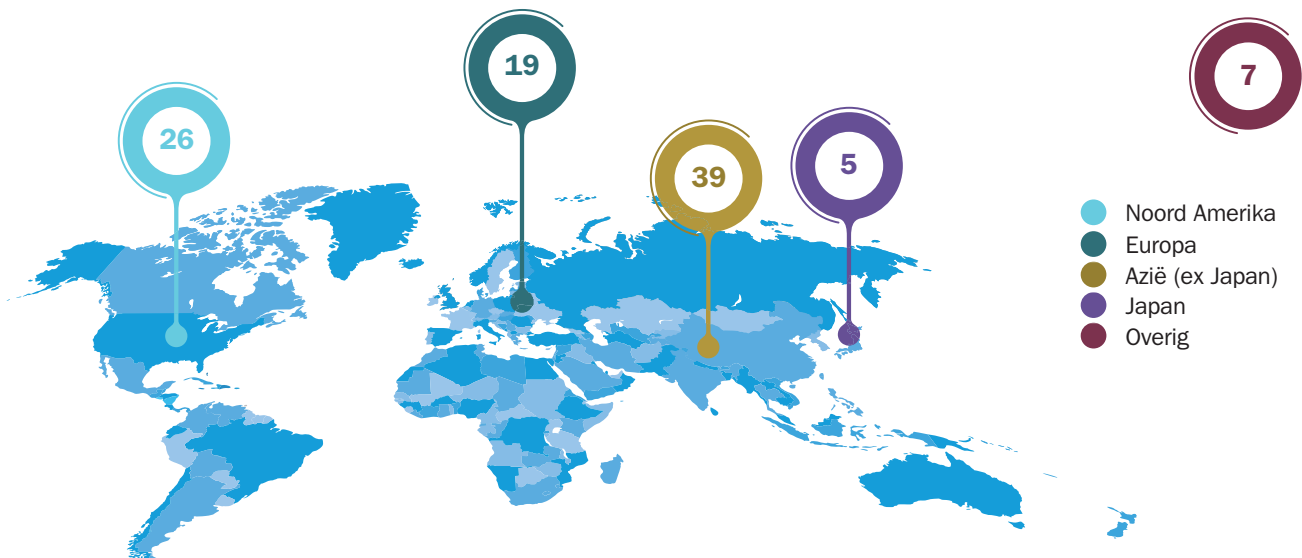 26
19
39
5
7
Noord Amerika
Europa
Azië (ex Japan)
Japan
Overig